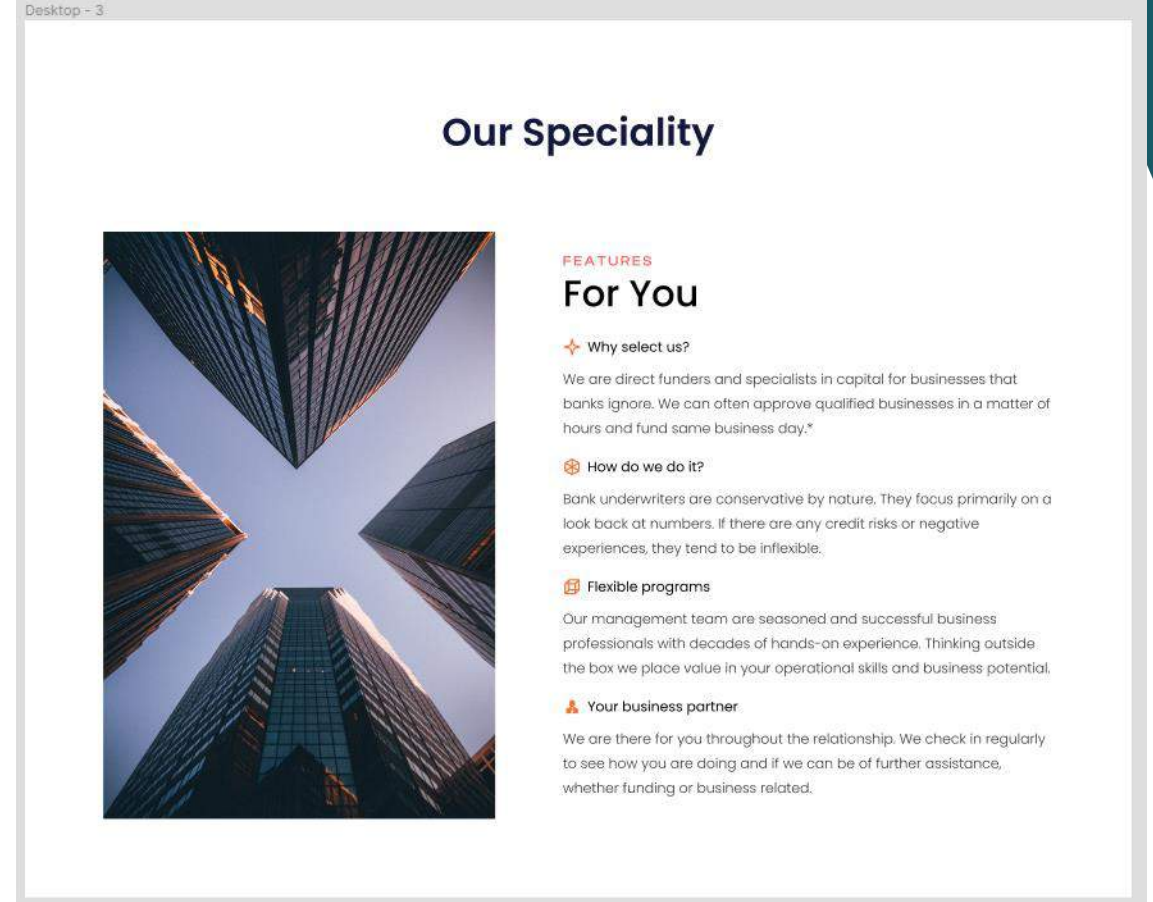 Desktop - 3
Our Speciality
FEATURES
For You
Why select us?
We are direct funders and specialists in capital for businesses that
banks ignore. We can often approve qualified businesses in a matter of
hours and fund same business day.*
How do we do it?
Bank underwriters are conservative by nature. They focus primarily on a
look back at numbers. If there are any credit risks or negative
experiences, they tend to be inflexible.
Flexible programs
Our management team are seasoned and successful business
professionals with decades of hands-on experience. Thinking outside
the box we place value in your operational skills and business potential.
Your business partner
We are there for you throughout the relationship. We check in regularly
to see how you are doing and if we can be of further assistance,
whether funding or business related.